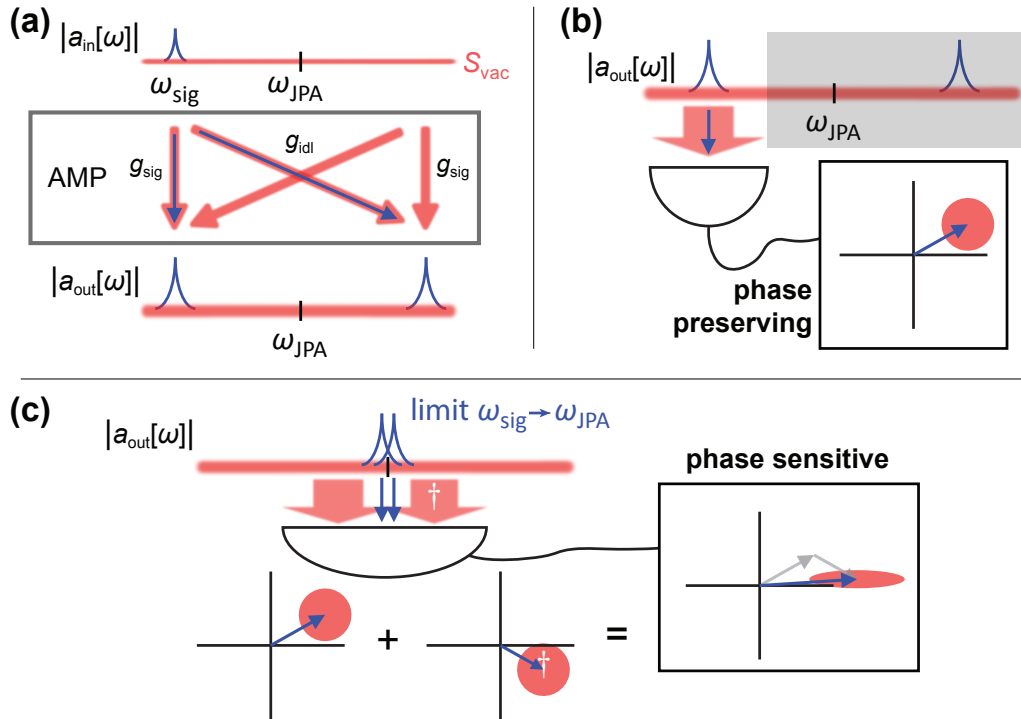 (a)
|a_in[ω]|
S_vac
ω_sig
ω_JPA
AMP
g_sig
g_idl
g_sig
|a_out[ω]|
ω_JPA
(b)
|a_out[ω]|
ω_JPA
phase
preserving
(c)
limit ω_sig→ω_JPA
|a_out[ω]|
†
phase sensitive
+
†
=